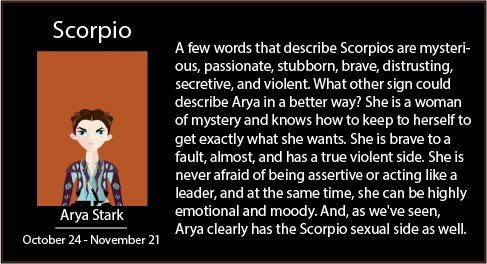 Scorpio
Arya Stark
October 24 - November 21
A few words that describe Scorpios are mysteri-
ous, passionate, stubborn, brave, distrusting,
secretive, and violent. What other sign could
describe Arya in a better way? She is a woman
of mystery and knows how to keep to herself to
get exactly what she wants. She is brave to a
fault, almost, and has a true violent side. She is
never afraid of being assertive or acting like a
leader, and at the same time, she can be highly
emotional and moody. And, as we've seen,
Arya clearly has the Scorpio sexual side as well.